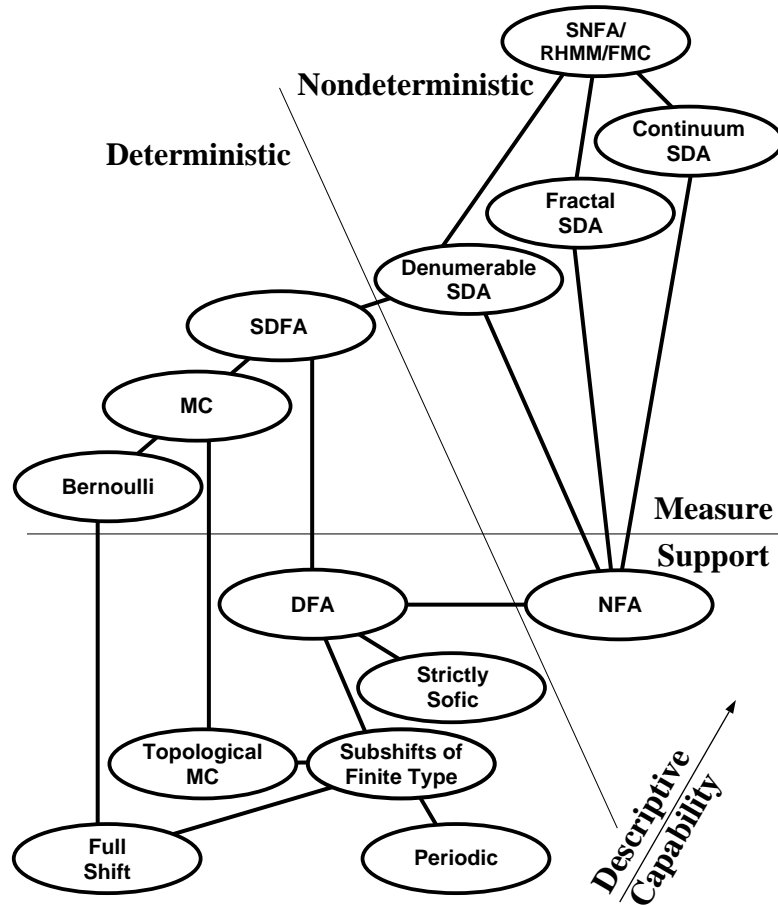 SNFA/
RHMM/FMC
Nondeterministic
Continuum
SDA
Deterministic
Fractal
SDA
Denumerable
SDA
SDFA
MC
Bernoulli
Measure
Support
DFA
NFA
Strictly
Sofic
Topological
MC
Subshifts of
Finite Type
Full
Shift
Periodic
Descriptive
Capability